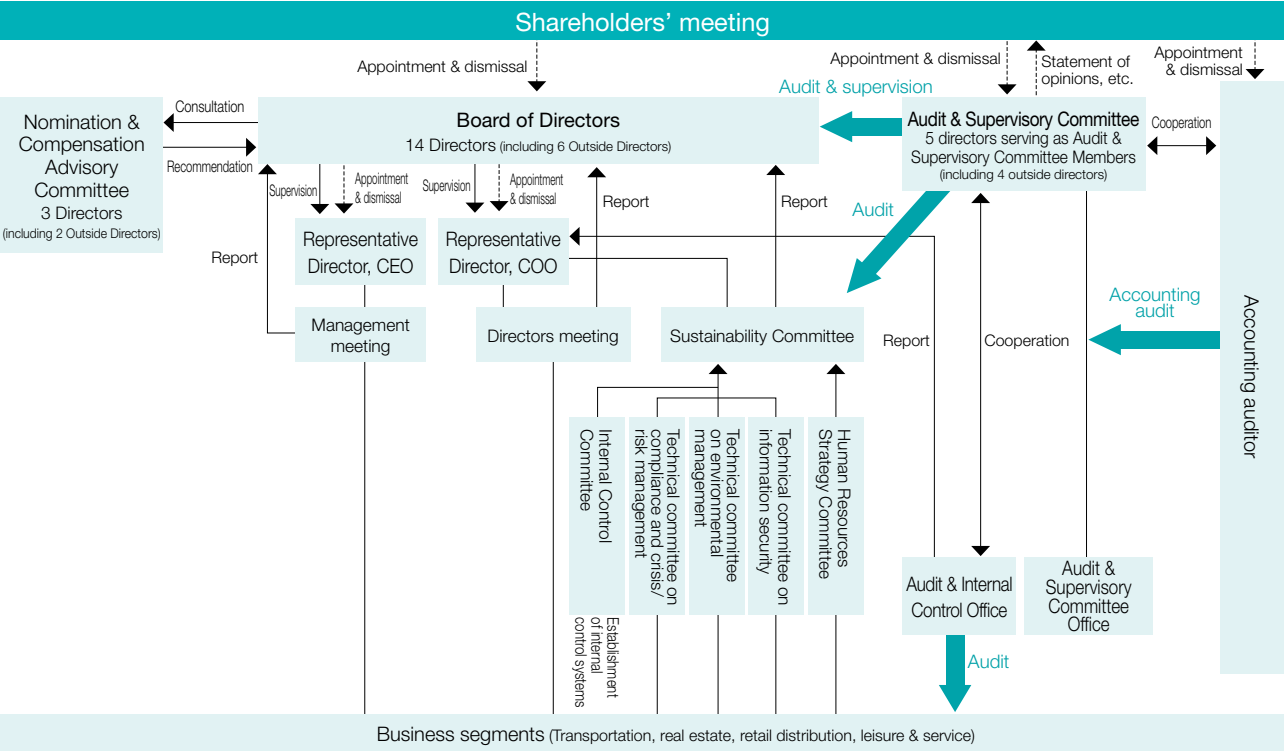 Shareholders’ meeting
Appointment & dismissal
Appointment & dismissal
Statement of
opinions, etc.
Appointment
& dismissal
Audit & supervision
Nomination &
Compensation
Advisory
Committee
3 Directors
(including 2 Outside Directors)
Consultation
Recommendation
Board of Directors
14 Directors (including 6 Outside Directors)
Audit & Supervisory Committee
5 directors serving as Audit &
Supervisory Committee Members
(including 4 outside directors)
Cooperation
Supervision
Appointment
& dismissal
Supervision
Appointment
& dismissal
Report
Report
Audit
Report
Representative
Director, CEO
Representative
Director, COO
Management
meeting
Directors meeting
Sustainability Committee
Report
Cooperation
Accounting
audit
Accounting auditor
Internal Control
Committee
Technical committee on
compliance and crisis/
risk management
Technical committee
on environmental
management
Technical committee on
information security
Human Resources
Strategy Committee
Establishment
of internal
control systems
Audit & Internal
Control Office
Audit &
Supervisory
Committee
Office
Audit
Business segments (Transportation, real estate, retail distribution, leisure & service)